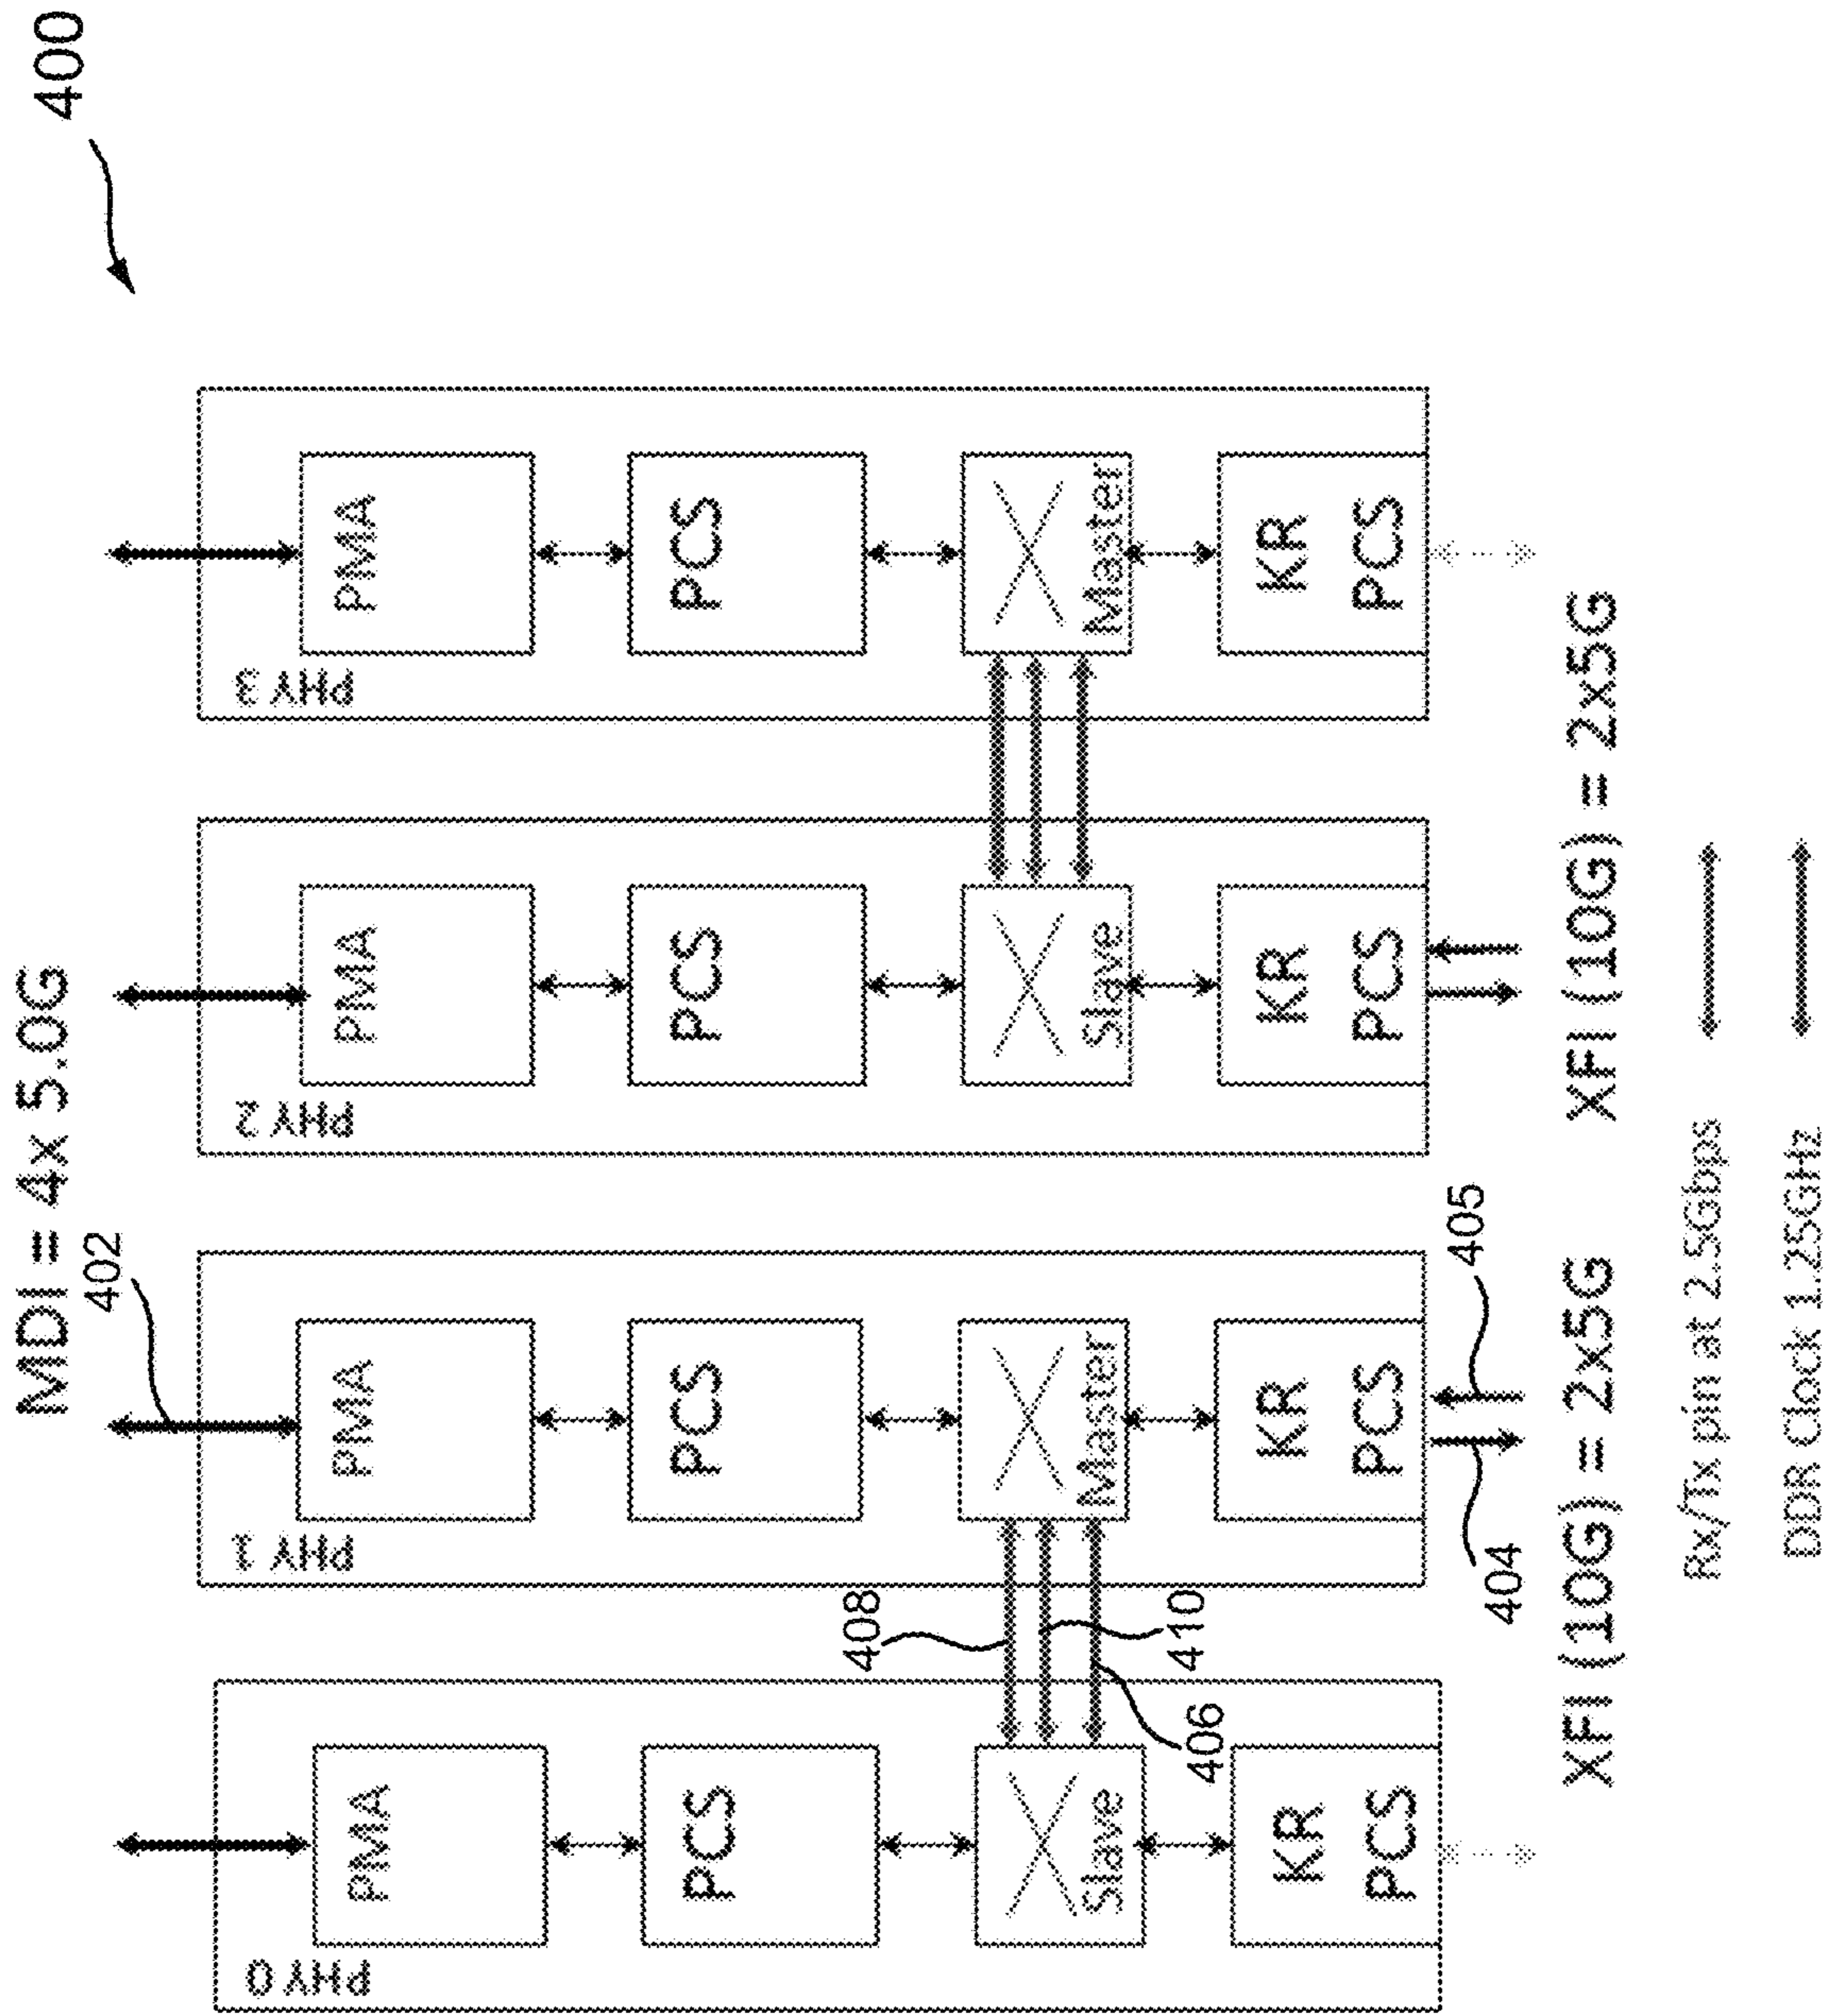 400
MDI = 4x 5.0G
402
PHY 0
PMA
PCS
Slave
KR
PCS
PHY 1
PMA
PCS
Master
KR
PCS
PHY 2
PMA
PCS
Slave
KR
PCS
PHY 3
PMA
PCS
Master
KR
PCS
408
410
406
404
405
XFI (10G) = 2x5G
XFI (10G) = 2x5G
Rx/Tx pin at 2.5Gbps
DDR Clock 1.25GHz